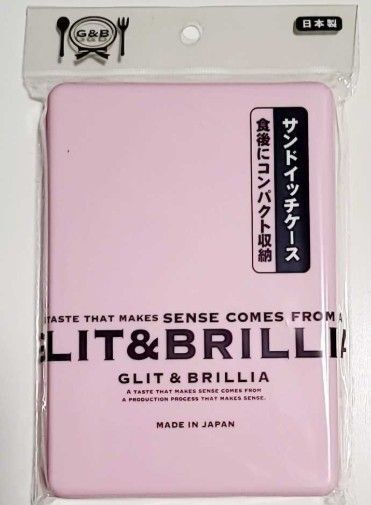 G&B
日本製
サンドイッチケース
食後にコンパクト収納
TASTE THAT MAKES SENSE COMES FROM A
GLIT&BRILLIA
GLIT & BRILLIA
A TASTE THAT MAKES SENSE COMES FROM
A PRODUCTION PROCESS THAT MAKES SENSE.
MADE IN JAPAN